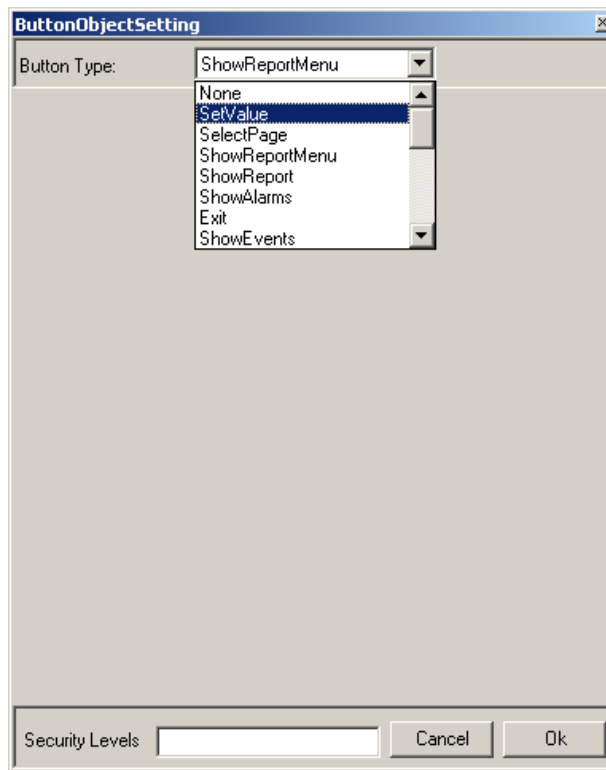 ButtonObjectSetting
Button Type: ShowReportMenu
None
SetValue
SelectPage
ShowReportMenu
ShowReport
ShowAlarms
Exit
ShowEvents
Security Levels Cancel Ok